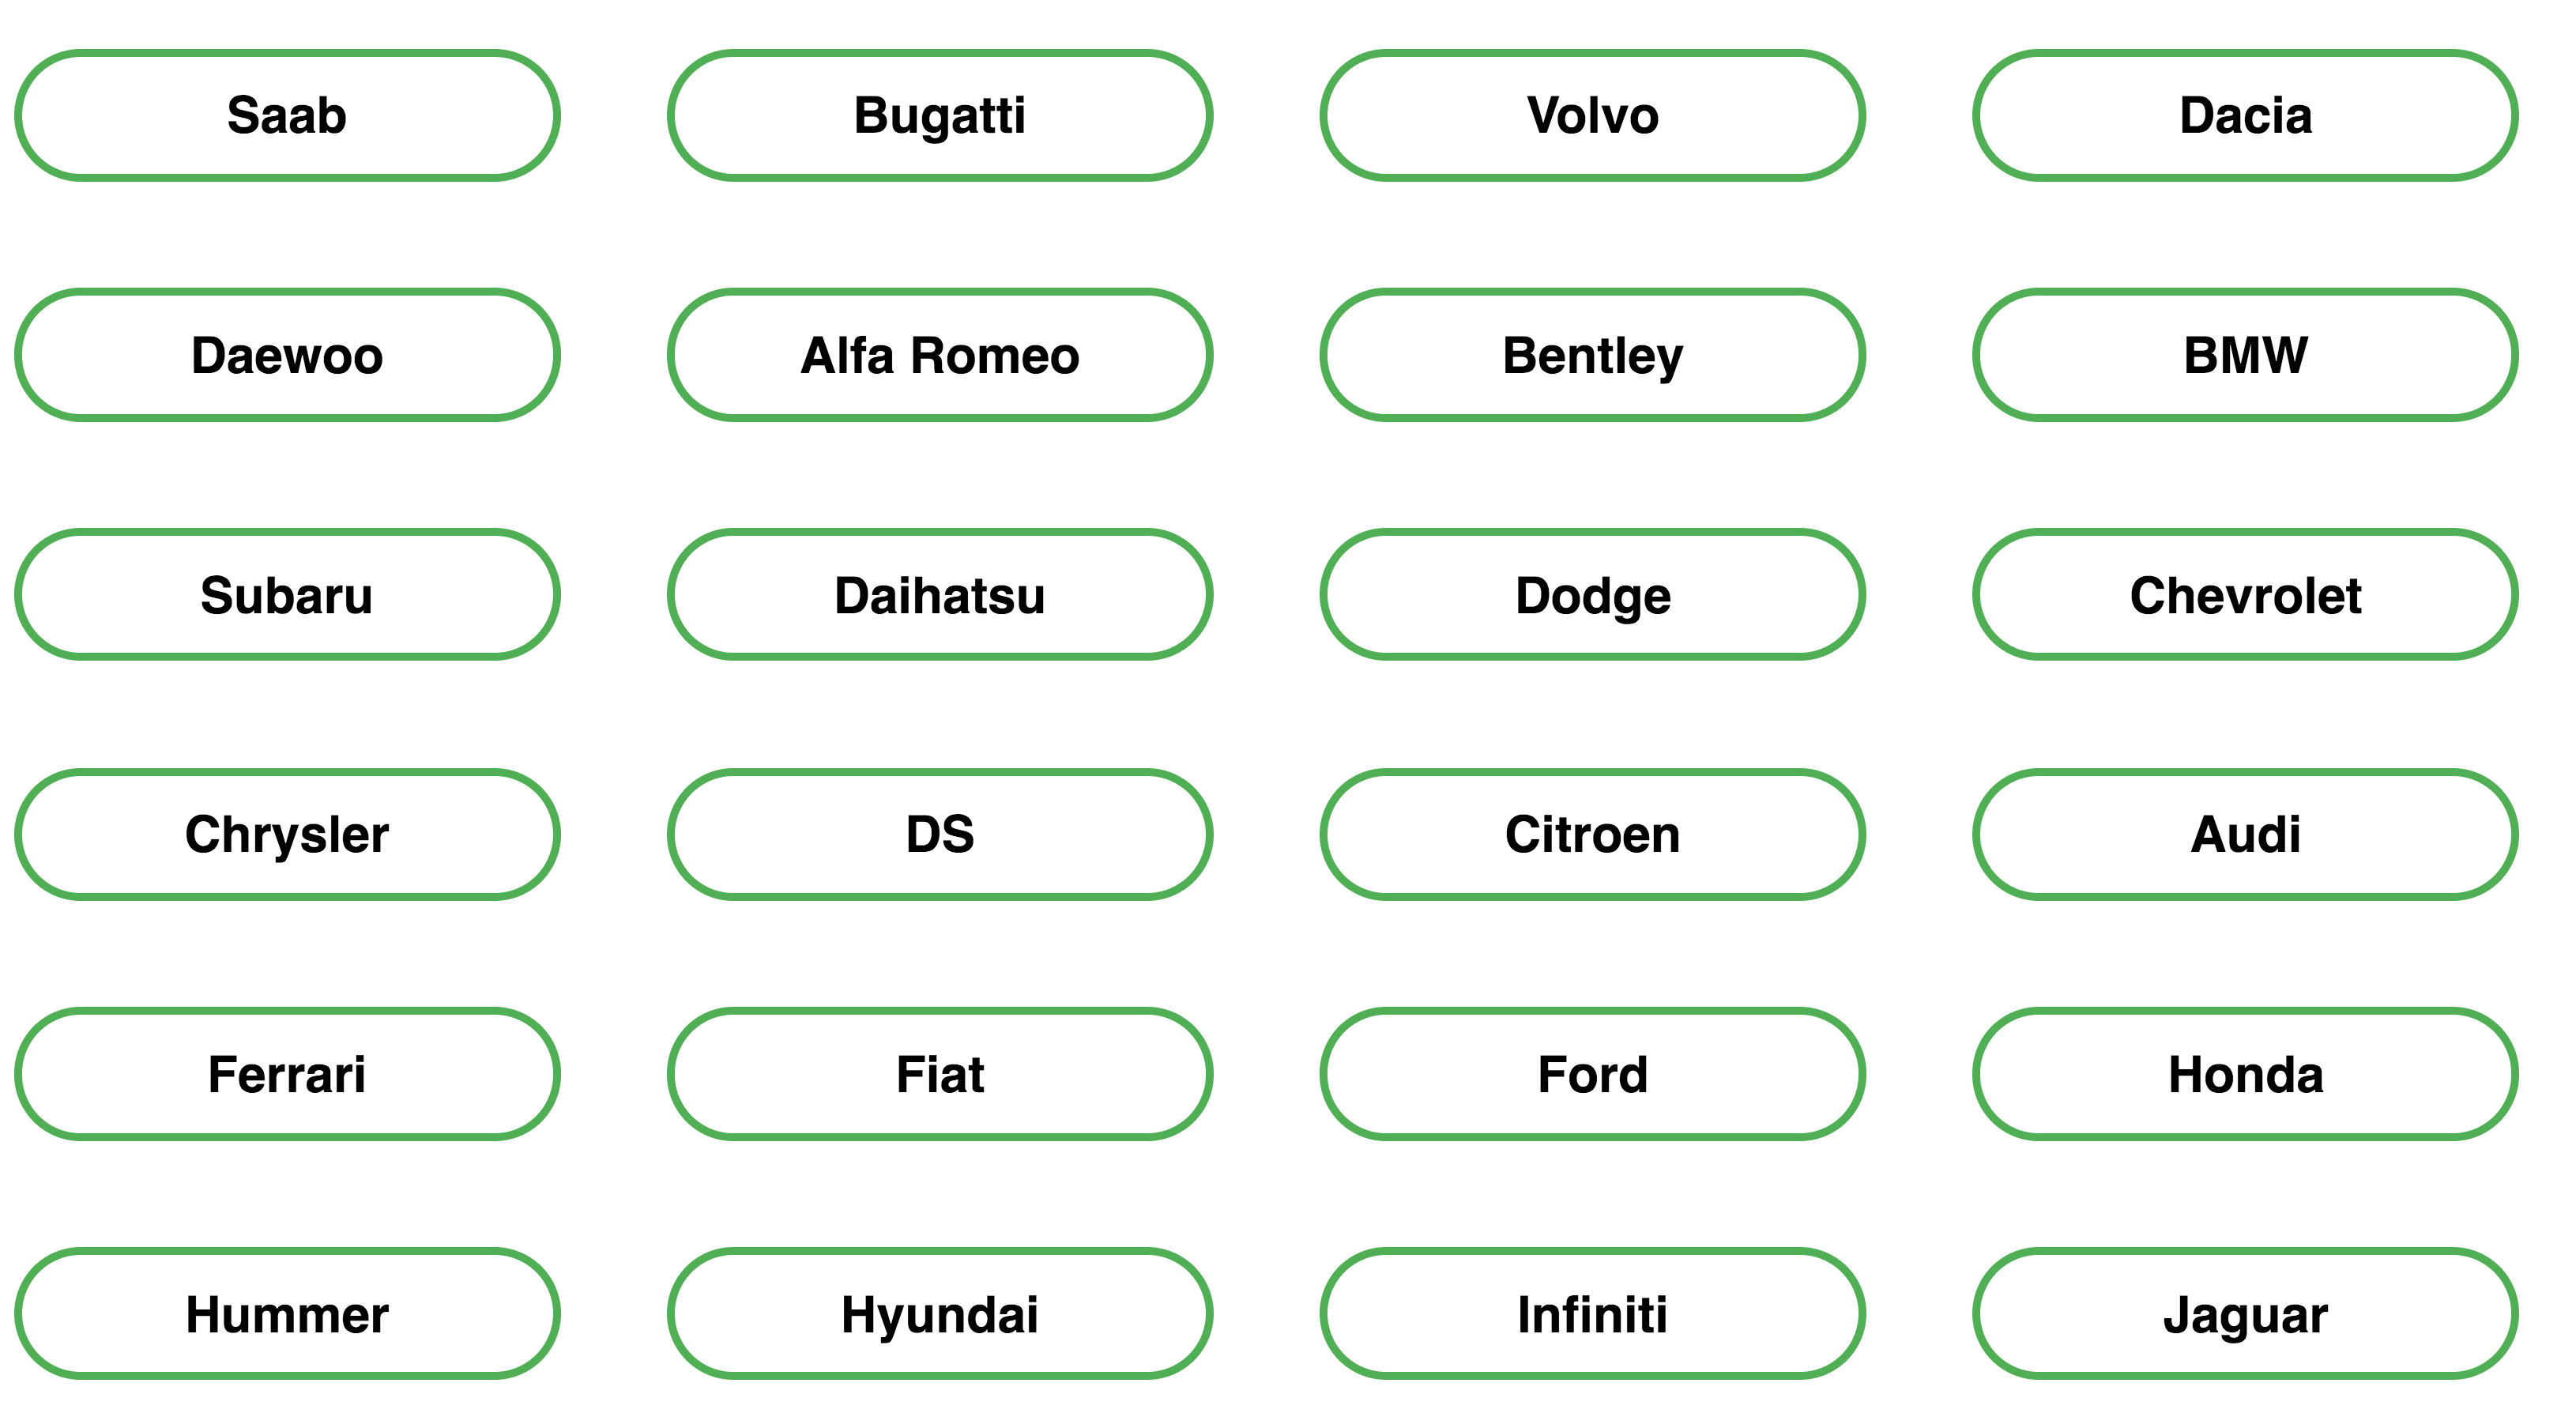 Saab
Bugatti
Volvo
Dacia
Daewoo
Alfa Romeo
Bentley
BMW
Subaru
Daihatsu
Dodge
Chevrolet
Chrysler
DS
Citroen
Audi
Ferrari
Fiat
Ford
Honda
Hummer
Hyundai
Infiniti
Jaguar